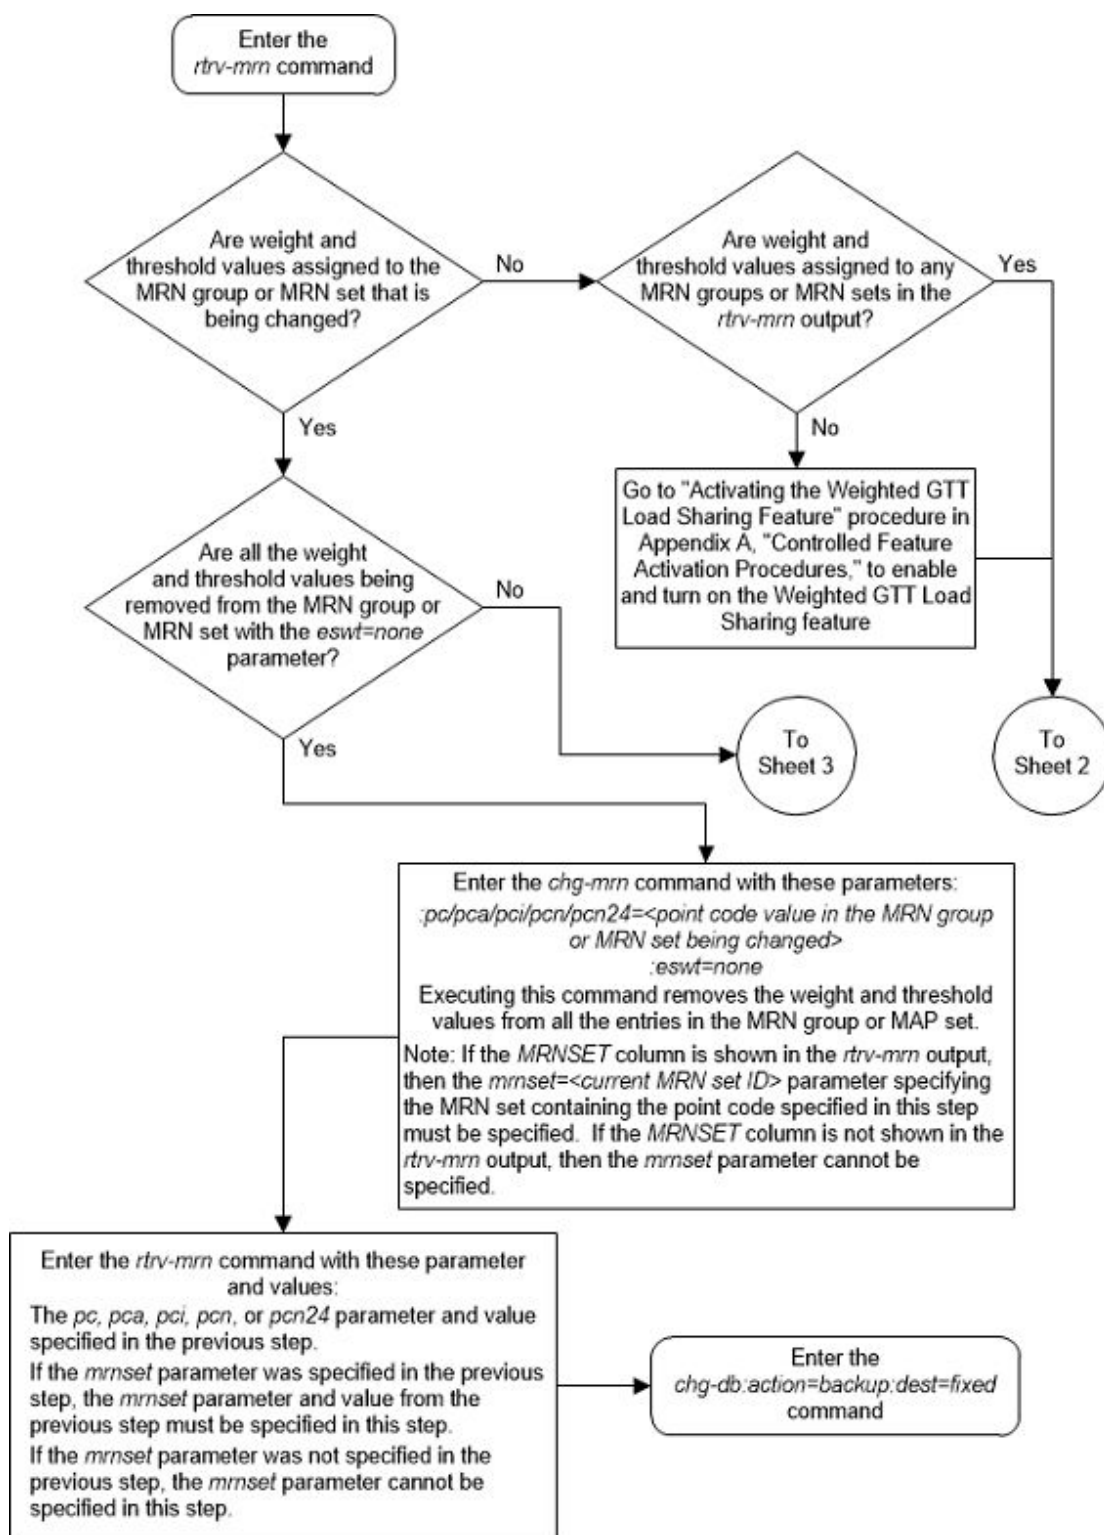 Enter the
rtrv-mrn command
Are weight and
threshold values assigned to the
MRN group or MRN set that is
being changed?
No
Are weight and
threshold values assigned to any
MRN groups or MRN sets in the
rtrv-mrn output?
Yes
Yes
No
Go to "Activating the Weighted GTT
Load Sharing Feature" procedure in
Appendix A, "Controlled Feature
Activation Procedures," to enable
and turn on the Weighted GTT Load
Sharing feature
Are all the weight
and threshold values being
removed from the MRN group or
MRN set with the eswt=none
parameter?
No
Yes
To
Sheet 3
To
Sheet 2
Enter the chg-mrn command with these parameters:
:pc/pca/pci/pcn/pcn24=<point code value in the MRN group
or MRN set being changed>
:eswt=none
Executing this command removes the weight and threshold
values from all the entries in the MRN group or MAP set.
Note: If the MRNSET column is shown in the rtrv-mrn output,
then the mrnset=<current MRN set ID> parameter specifying
the MRN set containing the point code specified in this step
must be specified. If the MRNSET column is not shown in the
rtrv-mrn output, then the mrnset parameter cannot be
specified.
Enter the rtrv-mrn command with these parameter
and values:
The pc, pca, pci, pcn, or pcn24 parameter and value
specified in the previous step.
If the mrnset parameter was specified in the previous
step, the mrnset parameter and value from the
previous step must be specified in this step.
If the mrnset parameter was not specified in the
previous step, the mrnset parameter cannot be
specified in this step.
Enter the
chg-db:action=backup:dest=fixed
command